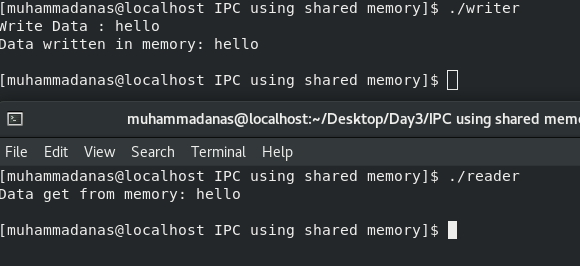 [muhammadanas@localhost IPC using shared memory]$ ./writer
Write Data : hello
Data written in memory: hello
[muhammadanas@localhost IPC using shared memory]$
muhammadanas@localhost:~/Desktop/Day3/IPC using shared mem
File Edit View Search Terminal Help
[muhammadanas@localhost IPC using shared memory]$ ./reader
Data get from memory: hello
[muhammadanas@localhost IPC using shared memory]$